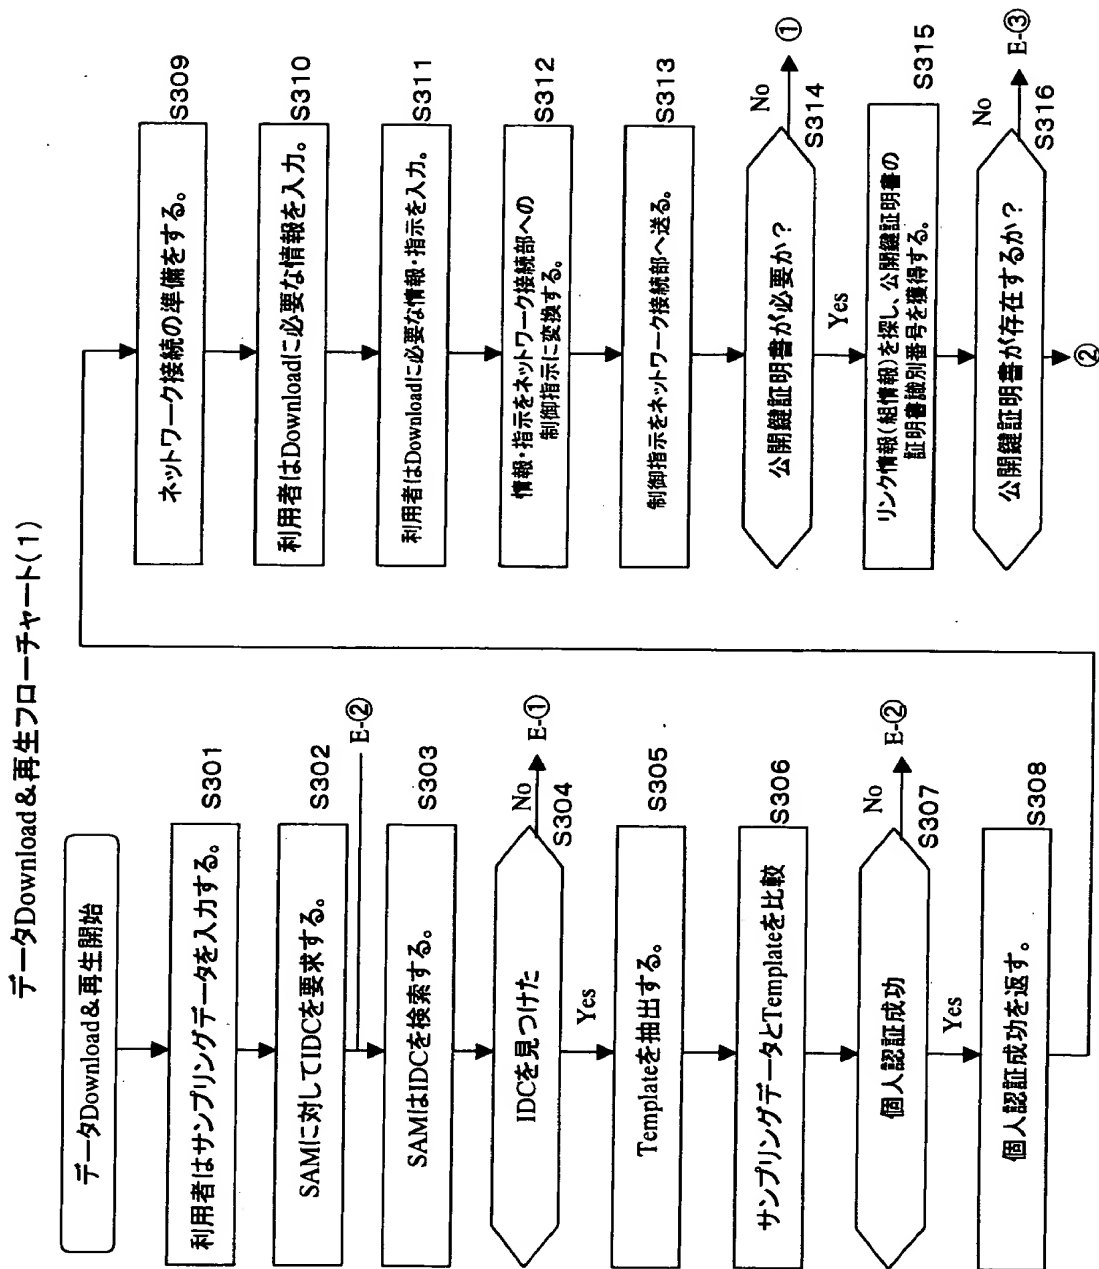 データDownload&再生フローチャート(1)
データDownload&再生開始
利用者はサンプリングデータを入力する。
S301
SAMに対してIDCを要求する。
S302
E-②
SAMはIDCを検索する。
S303
IDCを見つけた
No
E-①
S304
Yes
Templateを抽出する。
S305
サンプリングデータとTemplateを比較
S306
個人認証成功
No
E-②
S307
Yes
個人認証成功を返す。
S308
ネットワーク接続の準備をする。
S309
利用者はDownloadに必要な情報を入力。
S310
利用者はDownloadに必要な情報・指示を入力。
S311
情報・指示をネットワーク接続部への
制御指示に変換する。
S312
制御指示をネットワーク接続部へ送る。
S313
公開鍵証明書が必要か?
No
①
S314
Yes
リンク情報(組情報)を探し、公開鍵証明書の
証明書識別番号を獲得する。
S315
公開鍵証明書が存在するか?
No
E-③
S316
②